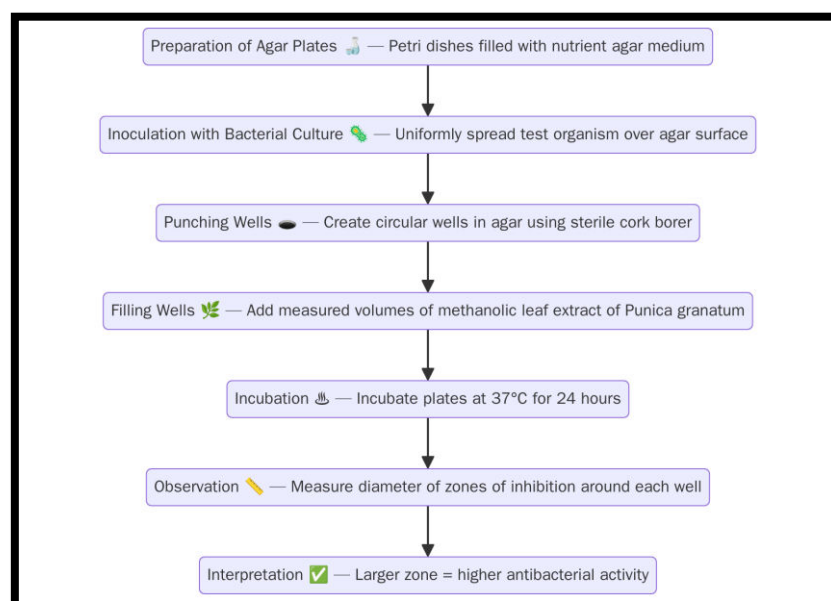 Preparation of Agar Plates 🧫 — Petri dishes filled with nutrient agar medium
Inoculation with Bacterial Culture 🦠 — Uniformly spread test organism over agar surface
Punching Wells 🕳️ — Create circular wells in agar using sterile cork borer
Filling Wells 🌿 — Add measured volumes of methanolic leaf extract of Punica granatum
Incubation ♨ — Incubate plates at 37°C for 24 hours
Observation 📏 — Measure diameter of zones of inhibition around each well
Interpretation ✅ — Larger zone = higher antibacterial activity